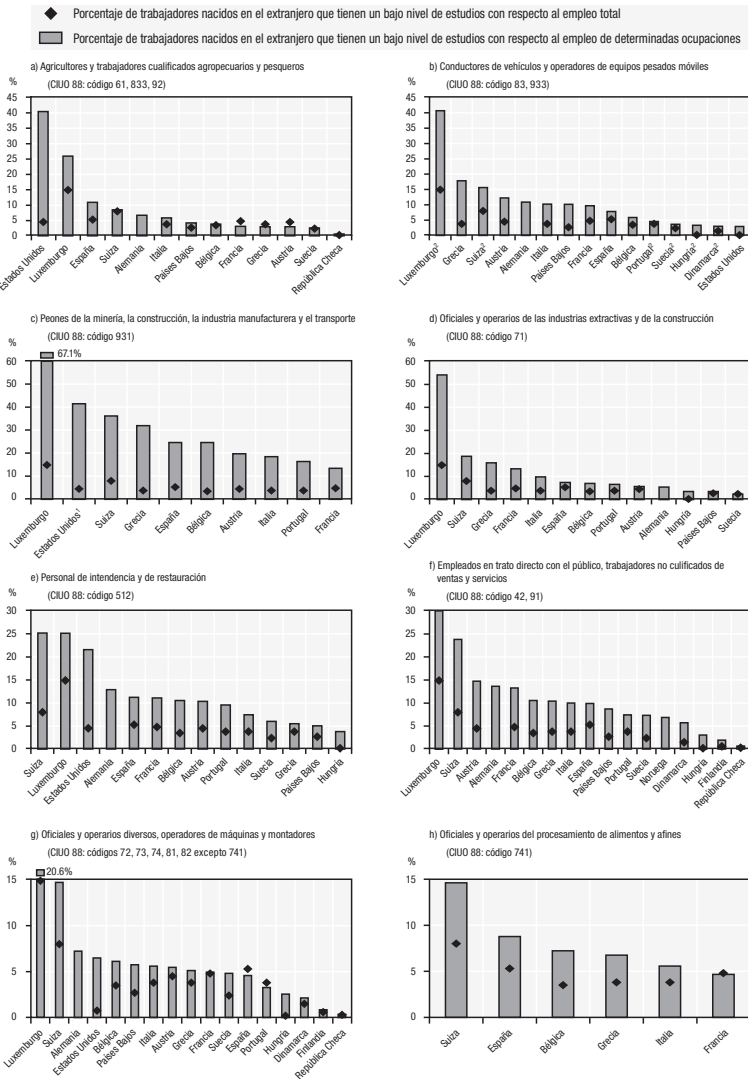 Porcentaje de trabajadores nacidos en el extranjero que tienen un bajo nivel de estudios con respecto al empleo total
Porcentaje de trabajadores nacidos en el extranjero que tienen un bajo nivel de estudios con respecto al empleo de determinadas ocupaciones
a) Agricultores y trabajadores cualificados agropecuarios y pesqueros
(CIUO 88: código 61, 833, 92)
%
45
40
35
30
25
20
15
10
5
0
Estados Unidos
Luxemburgo
España
Suiza
Alemania
Italia
Países Bajos
Bélgica
Francia
Grecia
Austria
Suecia
República Checa
b) Conductores de vehículos y operadores de equipos pesados móviles
(CIUO 88: código 83, 933)
%
45
40
35
30
25
20
15
10
5
0
Luxemburgo²
Grecia
Suiza²
Austria
Alemania
Italia
Países Bajos
Francia
España
Bélgica
Portugal²
Suecia²
Hungría²
Dinamarca²
Estados Unidos
c) Peones de la minería, la construcción, la industria manufacturera y el transporte
(CIUO 88: código 931)
%
67.1%
60
50
40
30
20
10
0
Luxemburgo
Estados Unidos¹
Suiza
Grecia
España
Bélgica
Austria
Italia
Portugal
Francia
d) Oficiales y operarios de las industrias extractivas y de la construcción
(CIUO 88: código 71)
%
60
50
40
30
20
10
0
Luxemburgo
Suiza
Grecia
Francia
Italia
España
Bélgica
Portugal
Austria
Alemania
Hungría
Países Bajos
Suecia
e) Personal de intendencia y de restauración
(CIUO 88: código 512)
%
30
25
20
15
10
5
0
Suiza
Luxemburgo
Estados Unidos
Alemania
España
Francia
Bélgica
Austria
Portugal
Italia
Suecia
Grecia
Países Bajos
Hungría
f) Empleados en trato directo con el público, trabajadores no culificados de
ventas y servicios
(CIUO 88: código 42, 91)
%
30
25
20
15
10
5
0
Luxemburgo
Suiza
Austria
Alemania
Francia
Bélgica
Grecia
Italia
España
Países Bajos
Portugal
Suecia
Noruega
Dinamarca
Hungría
Finlandia
República Checa
g) Oficiales y operarios diversos, operadores de máquinas y montadores
(CIUO 88: códigos 72, 73, 74, 81, 82 excepto 741)
%
20.6%
15
10
5
0
Luxemburgo
Suiza
Alemania
Estados Unidos
Bélgica
Países Bajos
Italia
Austria
Grecia
Francia
Suecia
España
Portugal
Hungría
Dinamarca
Finlandia
República Checa
h) Oficiales y operarios del procesamiento de alimentos y afines
(CIUO 88: código 741)
%
15
10
5
0
Suiza
España
Bélgica
Grecia
Italia
Francia